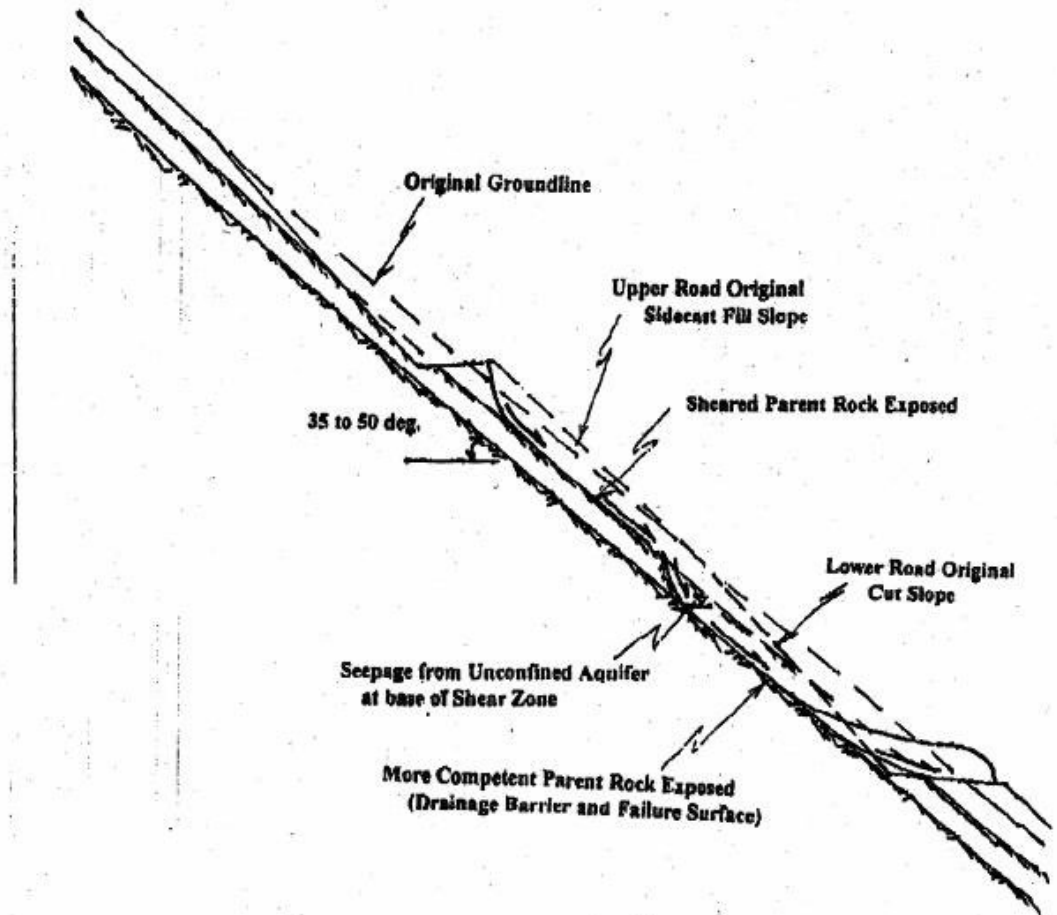 Original Groundline
Upper Road Original
Sidecast Fill Slope
Sheared Parent Rock Exposed
35 to 50 deg.
Lower Road Original
Cut Slope
Seepage from Unconfined Aquifer
at base of Shear Zone
More Competent Parent Rock Exposed
(Drainage Barrier and Failure Surface)